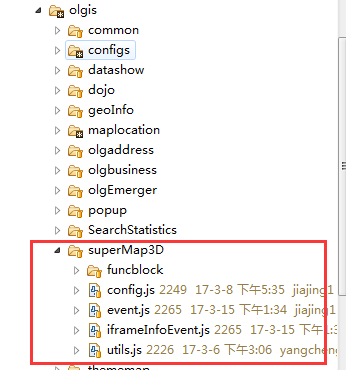 olgis
common
configs
datashow
dojo
geoInfo
maplocation
olgaddress
olgbusiness
olgEmerger
popup
SearchStatistics
superMap3D
funcblock
config.js 2249 17-3-8 下午5:35 jiajing1
event.js 2265 17-3-15 下午1:34 jiajing1
iframeInfoEvent.js 2265 17-3-15 下午1:3
utils.js 2226 17-3-6 下午3:06 yangcheng